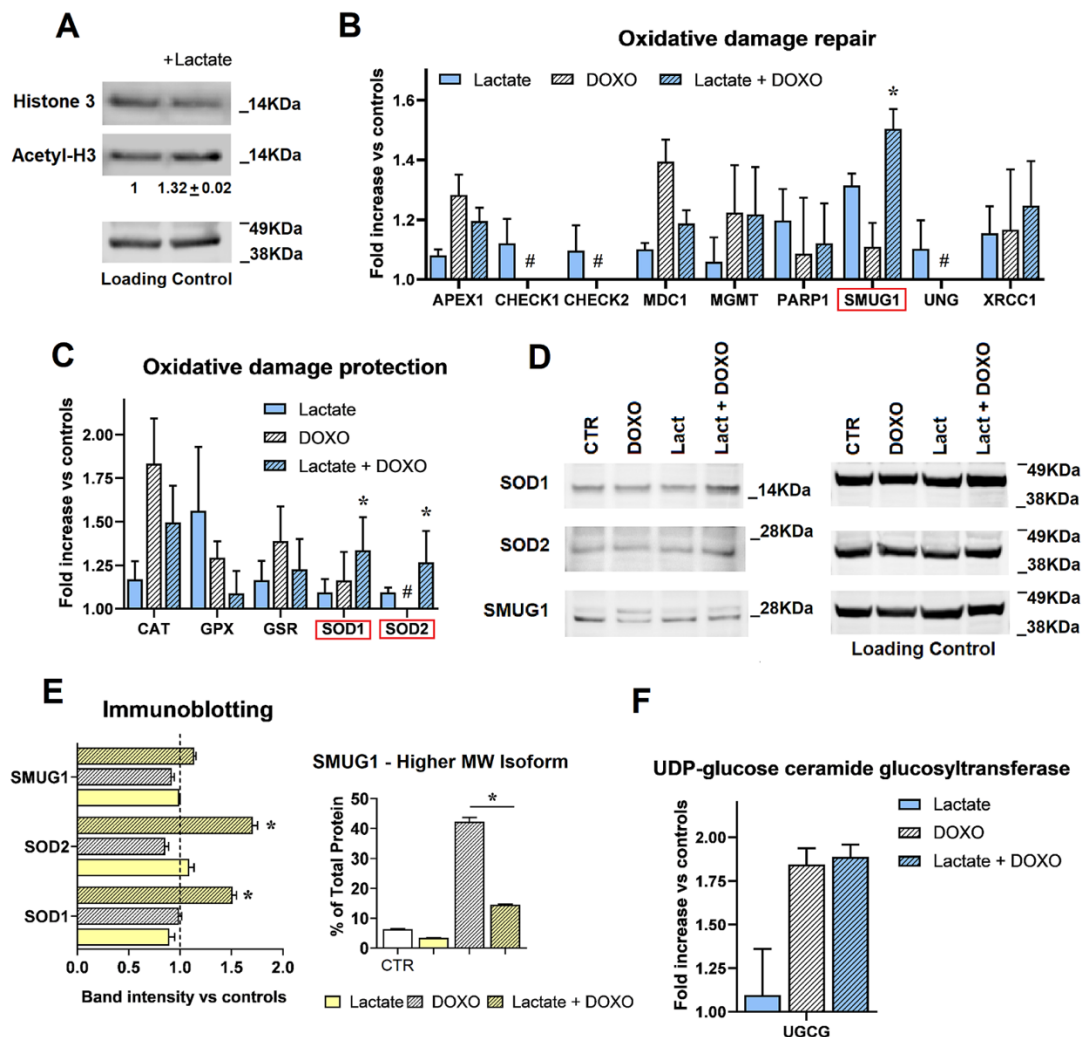 A
+Lactate
Histone 3
_14KDa
Acetyl-H3
_14KDa
1 1.32 ± 0.02
¯49KDa
_38KDa
Loading Control
B
Oxidative damage repair
Lactate DOXO Lactate + DOXO
Fold increase vs controls
1.6
1.4
1.2
1.0
*
# # #
APEX1 CHECK1 CHECK2 MDC1 MGMT PARP1 SMUG1 UNG XRCC1
C
Oxidative damage protection
Lactate
DOXO
Lactate + DOXO
Fold increase vs controls
2.00
1.75
1.50
1.25
1.00
* *
#
CAT GPX GSR SOD1 SOD2
D
CTR DOXO Lact Lact + DOXO
CTR DOXO Lact Lact + DOXO
SOD1
_14KDa
¯49KDa
_38KDa
SOD2
¯28KDa
¯49KDa
_38KDa
SMUG1
_28KDa
¯49KDa
_38KDa
Loading Control
E
Immunoblotting
SMUG1
SOD2
*
SOD1
*
0.0 0.5 1.0 1.5 2.0
Band intensity vs controls
SMUG1 - Higher MW Isoform
% of Total Protein
50
40
30
20
10
0
*
CTR
Lactate DOXO Lactate + DOXO
F
UDP-glucose ceramide glucosyltransferase
Lactate
DOXO
Lactate + DOXO
Fold increase vs controls
2.00
1.75
1.50
1.25
1.00
UGCG